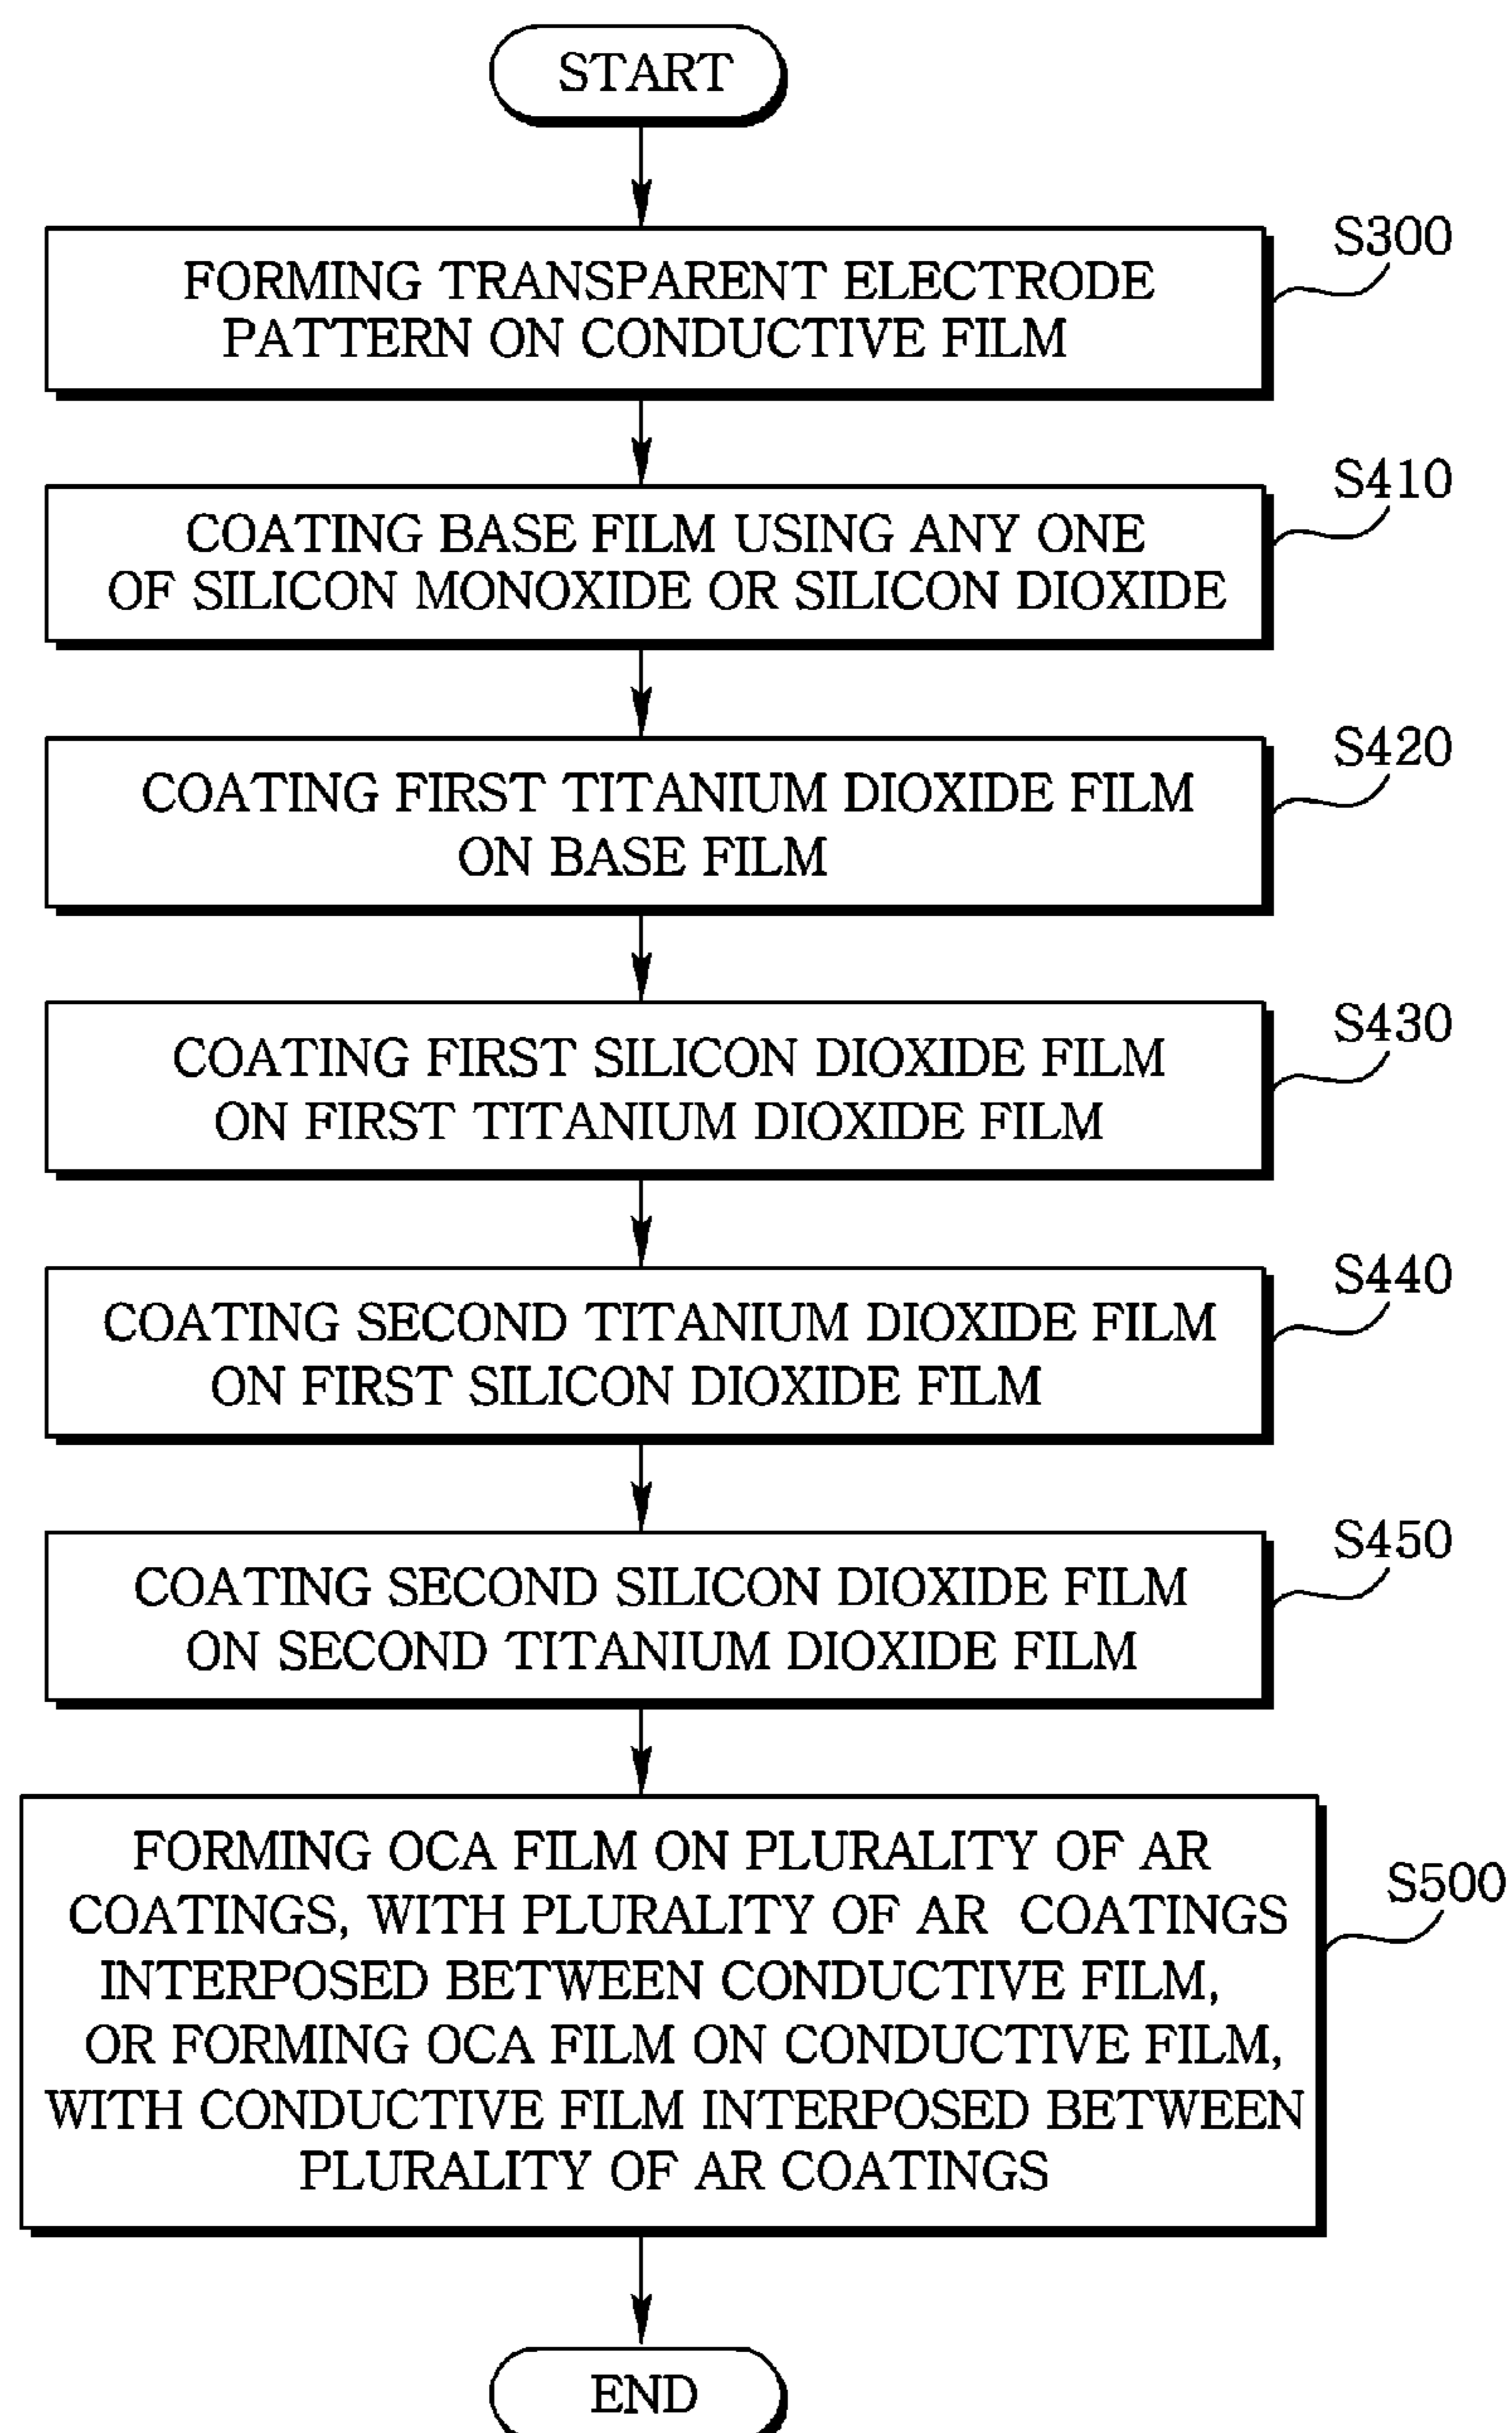 START
S300
FORMING TRANSPARENT ELECTRODE
PATTERN ON CONDUCTIVE FILM
S410
COATING BASE FILM USING ANY ONE
OF SILICON MONOXIDE OR SILICON DIOXIDE
S420
COATING FIRST TITANIUM DIOXIDE FILM
ON BASE FILM
S430
COATING FIRST SILICON DIOXIDE FILM
ON FIRST TITANIUM DIOXIDE FILM
S440
COATING SECOND TITANIUM DIOXIDE FILM
ON FIRST SILICON DIOXIDE FILM
S450
COATING SECOND SILICON DIOXIDE FILM
ON SECOND TITANIUM DIOXIDE FILM
S500
FORMING OCA FILM ON PLURALITY OF AR
COATINGS, WITH PLURALITY OF AR COATINGS
INTERPOSED BETWEEN CONDUCTIVE FILM,
OR FORMING OCA FILM ON CONDUCTIVE FILM,
WITH CONDUCTIVE FILM INTERPOSED BETWEEN
PLURALITY OF AR COATINGS
END